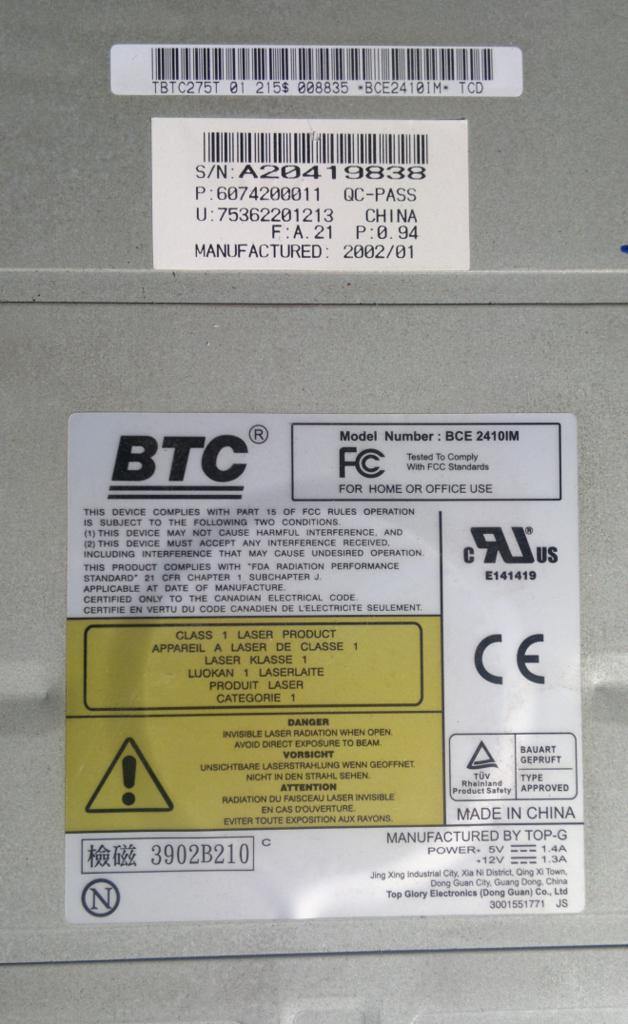 TBTC275T 01 215$ 008835 *BCE2410IM* TCD
S/N:A20419838
P:6074200011 QC-PASS
U:75362201213 CHINA
F:A.21 P:0.94
MANUFACTURED: 2002/01
BTC®
Model Number : BCE 2410IM
FC Tested To Comply
With FCC Standards
FOR HOME OR OFFICE USE
THIS DEVICE COMPLIES WITH PART 15 OF FCC RULES OPERATION
IS SUBJECT TO THE FOLLOWING TWO CONDITIONS.
(1) THIS DEVICE MAY NOT CAUSE HARMFUL INTERFERENCE, AND
(2) THIS DEVICE MUST ACCEPT ANY INTERFERENCE RECEIVED,
INCLUDING INTERFERENCE THAT MAY CAUSE UNDESIRED OPERATION.
THIS PRODUCT COMPLIES WITH "FDA RADIATION PERFORMANCE
STANDARD" 21 CFR CHAPTER 1 SUBCHAPTER J.
APPLICABLE AT DATE OF MANUFACTURE.
CERTIFIED ONLY TO THE CANADIAN ELECTRICAL CODE.
CERTIFIE EN VERTU DU CODE CANADIEN DE L'ELECTRICITE SEULEMENT.
C RU® US
E141419
CE
CLASS 1 LASER PRODUCT
APPAREIL A LASER DE CLASSE 1
LASER KLASSE 1
LUOKAN 1 LASERLAITE
PRODUIT LASER
CATEGORIE 1
DANGER
INVISIBLE LASER RADIATION WHEN OPEN.
AVOID DIRECT EXPOSURE TO BEAM.
VORSICHT
UNSICHTBARE LASERSTRAHLUNG WENN GEOFFNET.
NICHT IN DEN STRAHL SEHEN.
ATTENTION
RADIATION DU FAISCEAU LASER INVISIBLE
EN CAS D'OUVERTURE.
EVITER TOUTE EXPOSITION AUX RAYONS.
TÜV
Rheinland
Product Safety
BAUART
GEPRUFT
TYPE
APPROVED
MADE IN CHINA
檢磁 3902B210 C
N
MANUFACTURED BY TOP-G
POWER: 5V 1.4A
+12V 1.3A
Jing Xing Industrial City, Xia Ni District, Qing Xi Town,
Dong Guan City, Guang Dong, China
Top Glory Electronics (Dong Guan) Co., Ltd
3001551771 JS